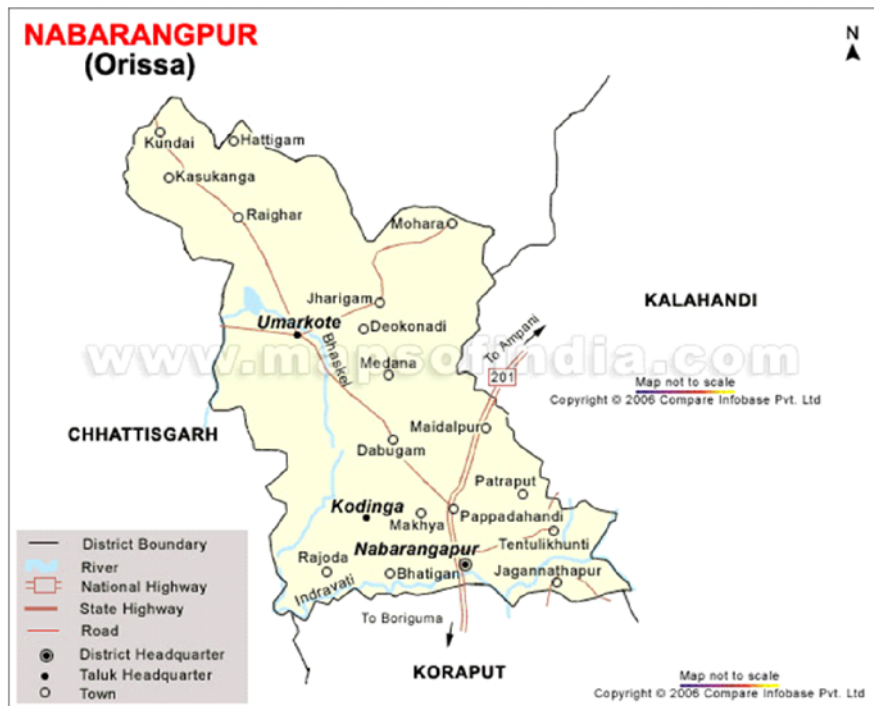 NABARANGPUR
(Orissa)
N
Kundai
Hattigam
Kasukanga
Raighar
Mohara
KALAHANDI
Jharigam
Umarkote
Deokonadi
To Ampani
Bhaskel
www.mapsofindia.com
Medana
201
Map not to scale
Copyright © 2006 Compare Infobase Pvt. Ltd
Maidalpur
CHHATTISGARH
Dabugam
Patraput
Kodinga
Makhya
Pappadahandi
Tentulikhunti
Nabarangapur
Rajoda
Bhatigan
Jagannathapur
Indravati
To Boriguma
KORAPUT
District Boundary
River
National Highway
State Highway
Road
District Headquarter
Taluk Headquarter
Town
Map not to scale
Copyright © 2006 Compare Infobase Pvt. Ltd